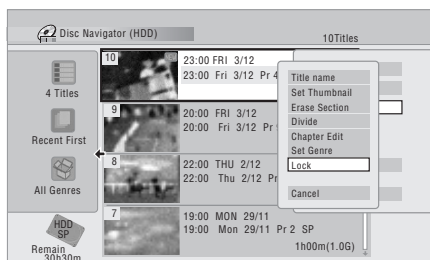 Disc Navigator (HDD)
10Titles
4 Titles
Recent First
All Genres
HDD
SP
Remain
30h30m
10
23:00 FRI 3/12
23:00 Fri 3/12 Pr 4
9
20:00 FRI 3/12
20:00 Fri 3/12 Pr
8
22:00 THU 2/12
22:00 Thu 2/12 Pr
7
19:00 MON 29/11
19:00 Mon 29/11 Pr 2 SP
1h00m(1.0G)
Title name
Set Thumbnail
Erase Section
Divide
Chapter Edit
Set Genre
Lock
Cancel